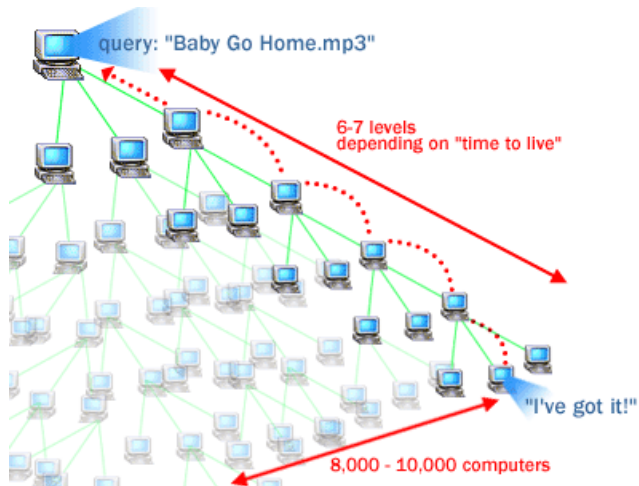 query: "Baby Go Home.mp3"
6-7 levels
depending on "time to live"
"I've got it!"
8,000 - 10,000 computers